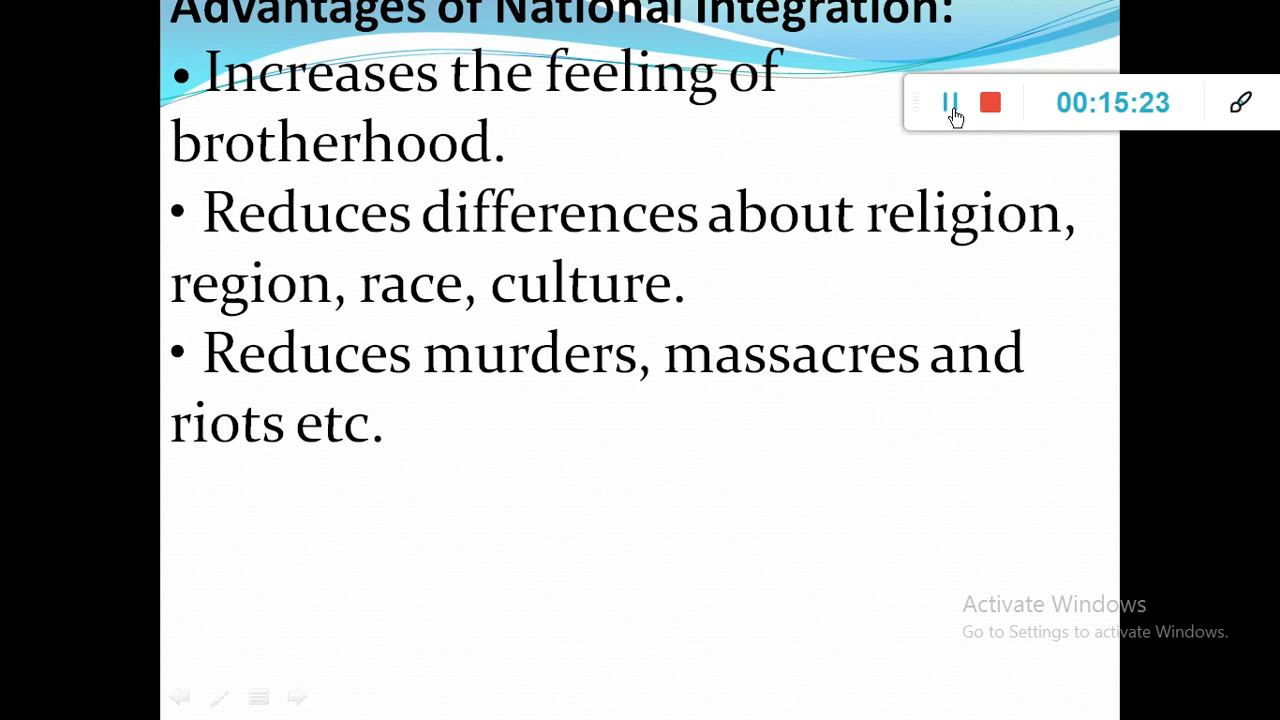 Advantages of National Integration:
• Increases the feeling of
brotherhood.
• Reduces differences about religion,
region, race, culture.
• Reduces murders, massacres and
riots etc.
00:15:23
Activate Windows
Go to Settings to activate Windows.